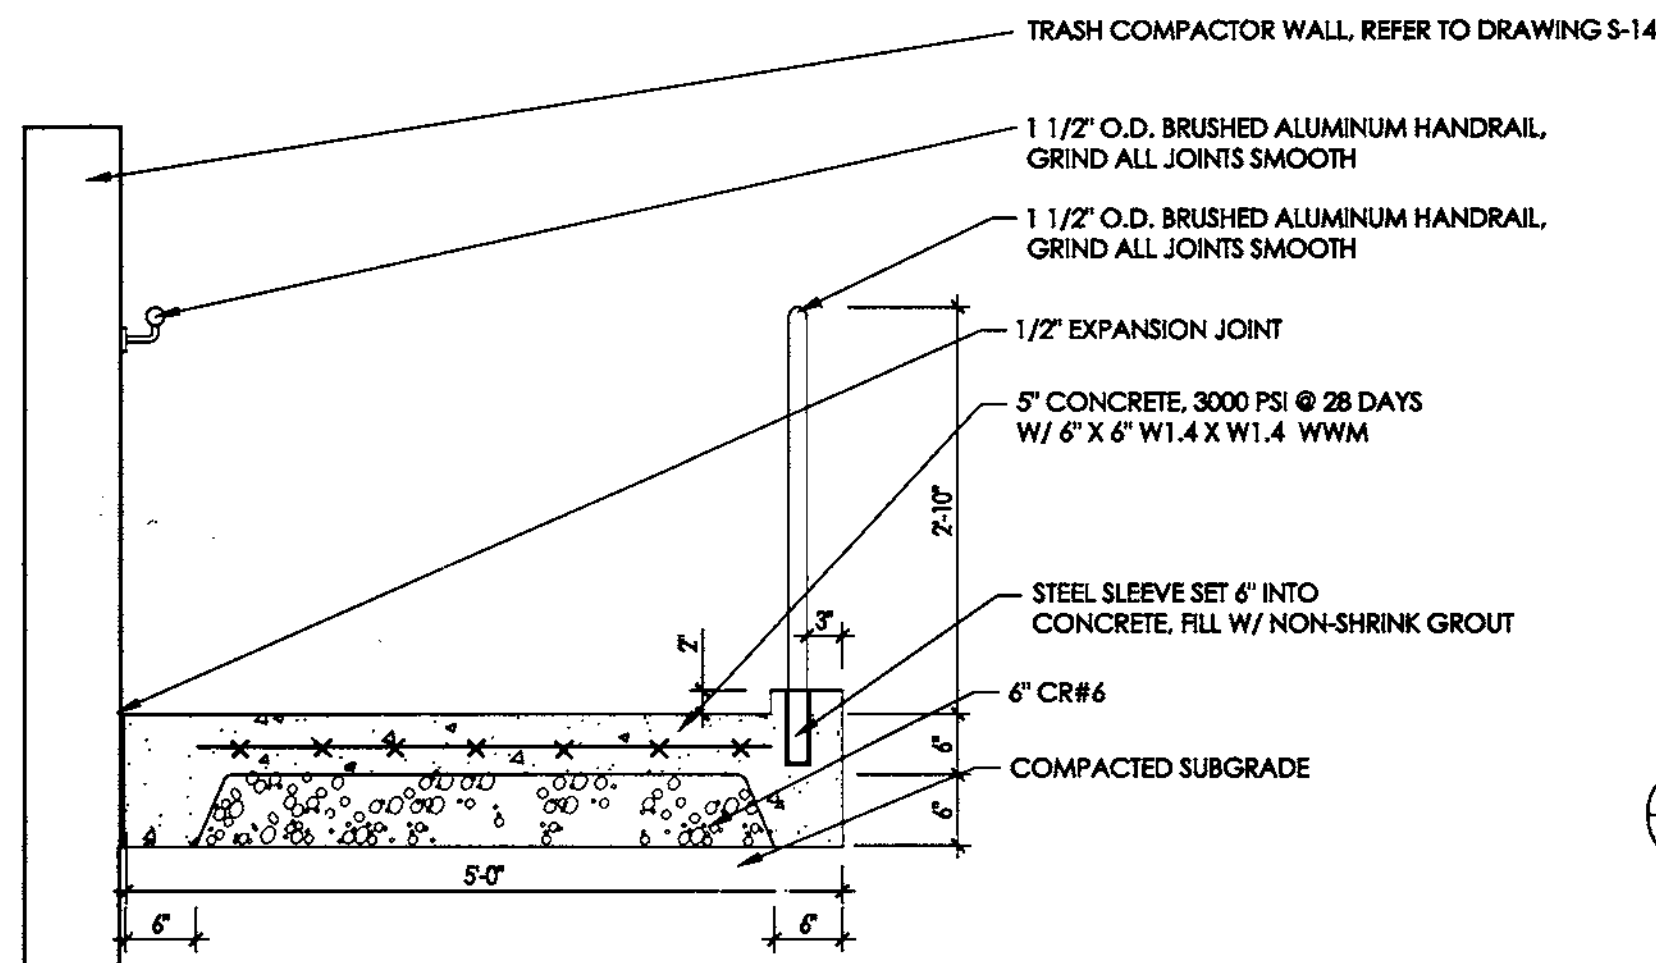 TRASH COMPACTOR WALL, REFER TO DRAWING S-14
1 1/2" O.D. BRUSHED ALUMINUM HANDRAIL,
GRIND ALL JOINTS SMOOTH
1 1/2" O.D. BRUSHED ALUMINUM HANDRAIL,
GRIND ALL JOINTS SMOOTH
1/2" EXPANSION JOINT
5" CONCRETE, 3000 PSI @ 28 DAYS
W/ 6" X 6" W1.4 X W1.4 WWM
2'-10"
STEEL SLEEVE SET 6" INTO
CONCRETE, FILL W/ NON-SHRINK GROUT
3"
2"
6" CR#6
6"
COMPACTED SUBGRADE
6"
5'-0"
6"
6"